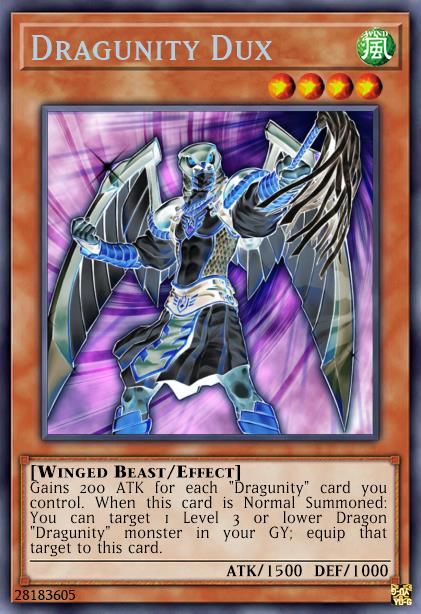 Dragunity Dux
WIND
風
[Winged Beast/Effect]
Gains 200 ATK for each "Dragunity" card you
control. When this card is Normal Summoned:
You can target 1 Level 3 or lower Dragon
"Dragunity" monster in your GY; equip that
target to this card.
ATK/1500 DEF/1000
28183605